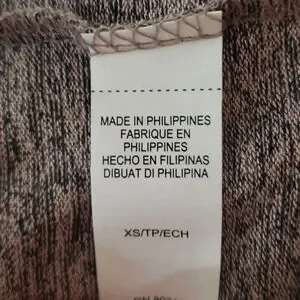 MADE IN PHILIPPINES
FABRIQUE EN
PHILIPPINES
HECHO EN FILIPINAS
DIBUAT DI PHILIPINA
XS/TP/ECH